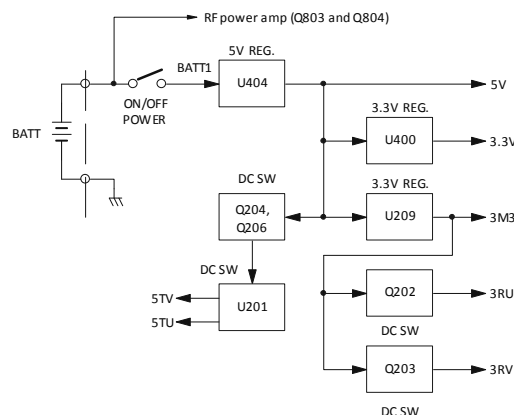 RF power amp (Q803 and Q804)
5V REG.
BATT1
U404
5V
ON/OFF
POWER
3.3V REG.
BATT
U400
3.3V
DC SW
3.3V REG.
Q204,
Q206
U209
3M3
DC SW
5TV
U201
Q202
3RU
5TU
DC SW
Q203
3RV
DC SW